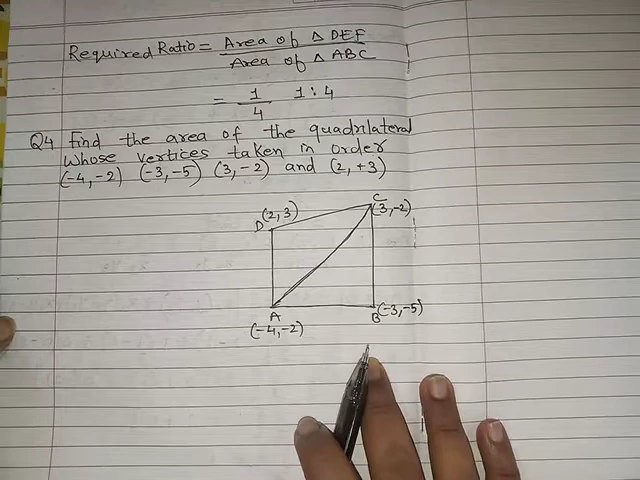 Required Ratio = Area of △ DEF
Area of △ ABC
= 1 1:4
4
Q4 Find the area of the quadrilateral
whose vertices taken in order
(-4,-2) (-3,-5) (3,-2) and (2,+3)
D (2,3)
C (3,-2)
A (-4,-2)
B (-3,-5)